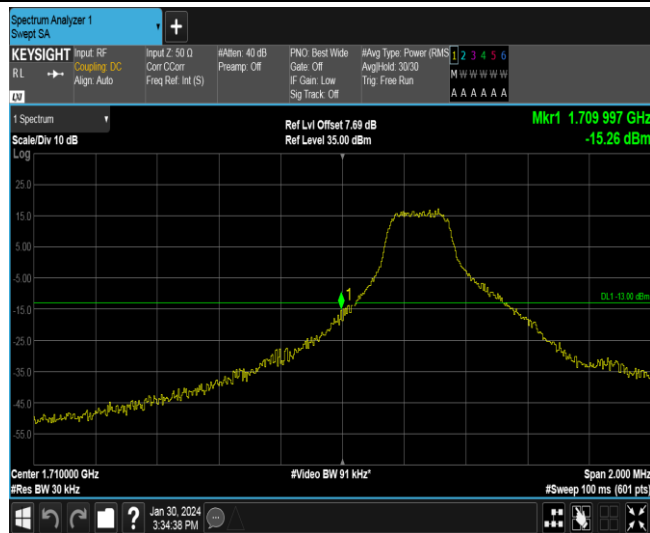 Spectrum Analyzer 1
Swept SA
+
KEYSIGHT
RL
Input: RF
Coupling: DC
Align: Auto
Input Z: 50 Ω
Corr CCorr
Freq Ref: Int (S)
#Atten: 40 dB
Preamp: Off
PNO: Best Wide
Gate: Off
IF Gain: Low
Sig Track: Off
#Avg Type: Power (RMS
Avg|Hold: 30/30
Trig: Free Run
1 2 3 4 5 6
M W W W W W
A A A A A A
LXI
1 Spectrum
Scale/Div 10 dB
Log
Ref Lvl Offset 7.69 dB
Ref Level 35.00 dBm
Mkr1 1.709 997 GHz
-15.26 dBm
25.0
15.0
5.00
-5.00
1
DL1 -13.00 dBm
-15.0
-25.0
-35.0
-45.0
-55.0
Center 1.710000 GHz
#Video BW 91 kHz*
Span 2.000 MHz
#Res BW 30 kHz
#Sweep 100 ms (601 pts)
?
Jan 30, 2024
3:34:38 PM